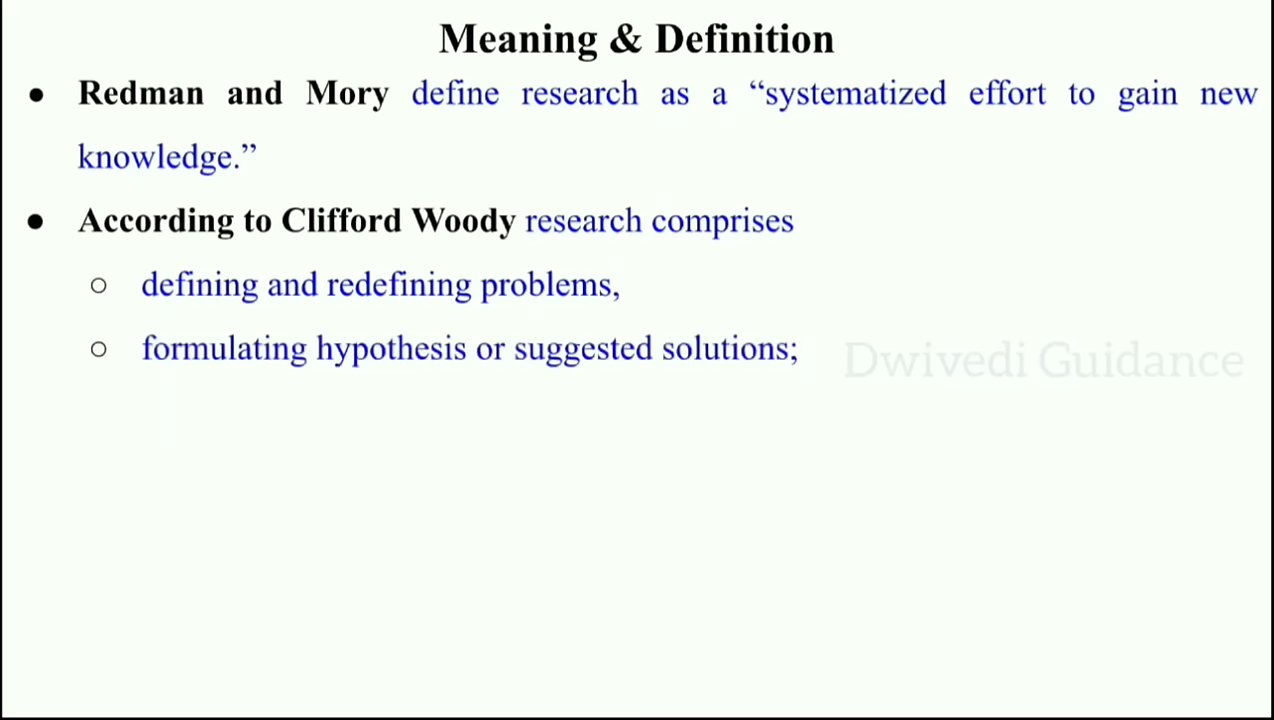 Meaning & Definition
● Redman and Mory define research as a “systematized effort to gain new
knowledge.”
● According to Clifford Woody research comprises
○ defining and redefining problems,
○ formulating hypothesis or suggested solutions;
Dwivedi Guidance